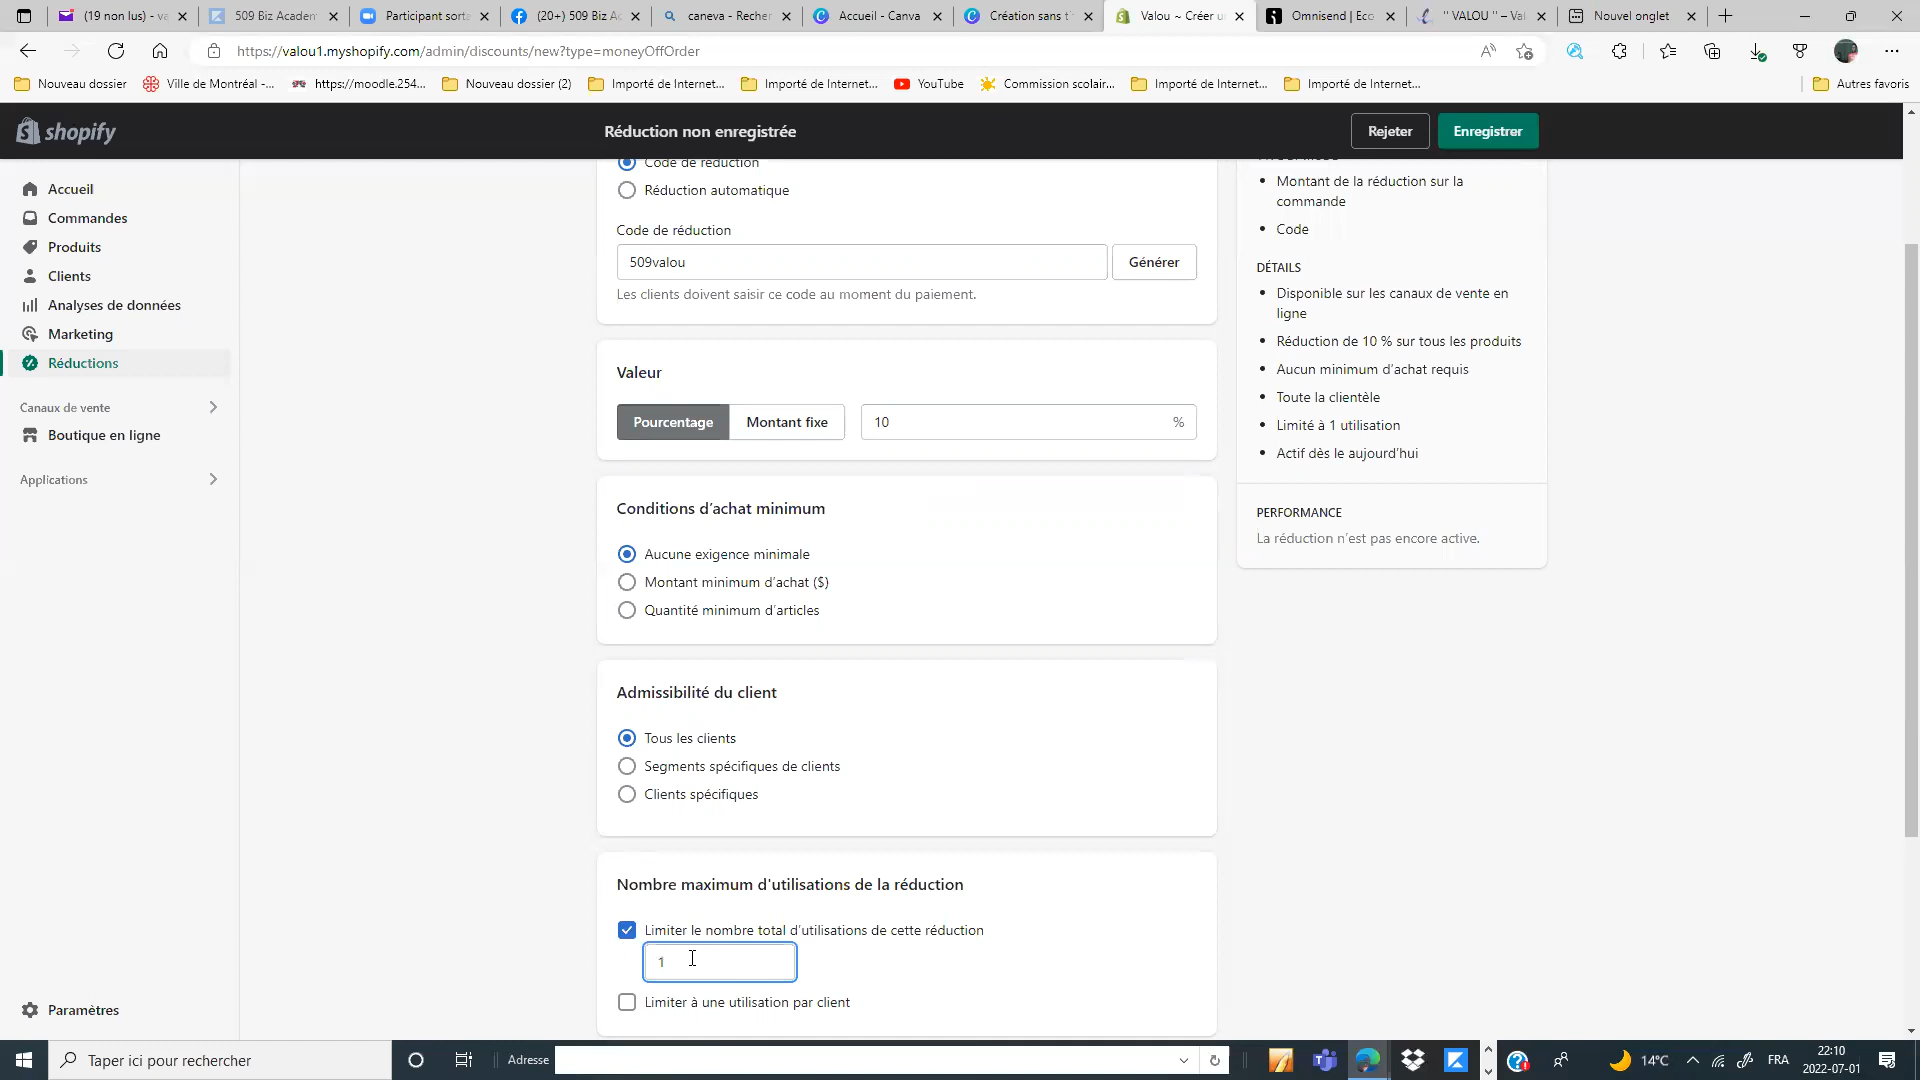 (19 non lus) - va
509 Biz Academ
Participant sorta
(20+) 509 Biz Ac
caneva - Recher
Accueil - Canva
Création sans ti
Valou ~ Créer u
Omnisend | Eco
" VALOU " – Val
Nouvel onglet
https://valou1.myshopify.com/admin/discounts/new?type=moneyOffOrder
Nouveau dossier
Ville de Montréal -...
https://moodle.254...
Nouveau dossier (2)
Importé de Internet...
Importé de Internet...
YouTube
Commission scolair...
Importé de Internet...
Importé de Internet...
Autres favoris
shopify
Réduction non enregistrée
Rejeter
Enregistrer
Accueil
Commandes
Produits
Clients
Analyses de données
Marketing
Réductions
Canaux de vente
Boutique en ligne
Applications
Paramètres
Code de réduction
Réduction automatique
Code de réduction
509valou
Générer
Les clients doivent saisir ce code au moment du paiement.
Valeur
Pourcentage
Montant fixe
10 %
Conditions d'achat minimum
Aucune exigence minimale
Montant minimum d'achat ($)
Quantité minimum d'articles
Admissibilité du client
Tous les clients
Segments spécifiques de clients
Clients spécifiques
Nombre maximum d'utilisations de la réduction
Limiter le nombre total d'utilisations de cette réduction
1
Limiter à une utilisation par client
Montant de la réduction sur la
commande
Code
DÉTAILS
Disponible sur les canaux de vente en
ligne
Réduction de 10 % sur tous les produits
Aucun minimum d'achat requis
Toute la clientèle
Limité à 1 utilisation
Actif dès le aujourd'hui
PERFORMANCE
La réduction n'est pas encore active.
Taper ici pour rechercher
Adresse
14°C
FRA
22:10
2022-07-01